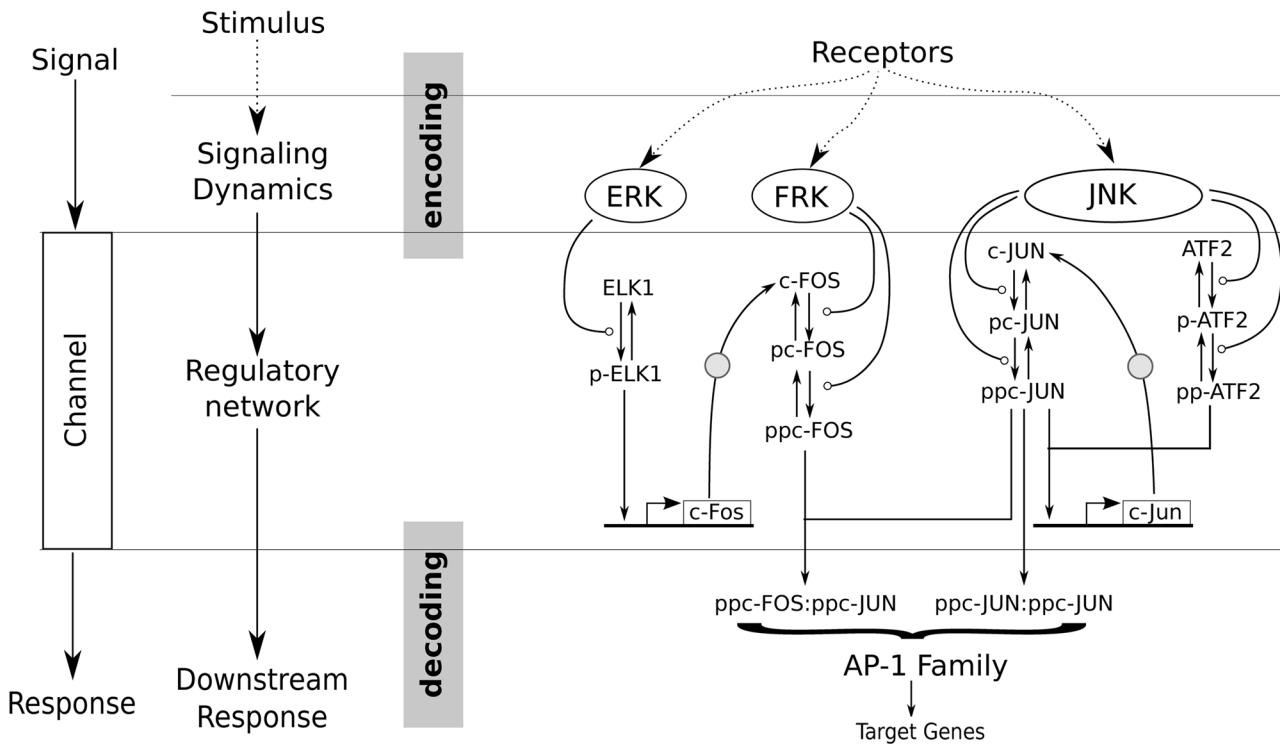 Signal
Channel
Response
Stimulus
Signaling
Dynamics
Regulatory
network
Downstream
Response
encoding
decoding
Receptors
ERK
FRK
JNK
ELK1
p-ELK1
c-Fos
c-FOS
pc-FOS
ppc-FOS
c-JUN
pc-JUN
ppc-JUN
ATF2
p-ATF2
pp-ATF2
c-Jun
ppc-FOS:ppc-JUN
ppc-JUN:ppc-JUN
AP-1 Family
Target Genes